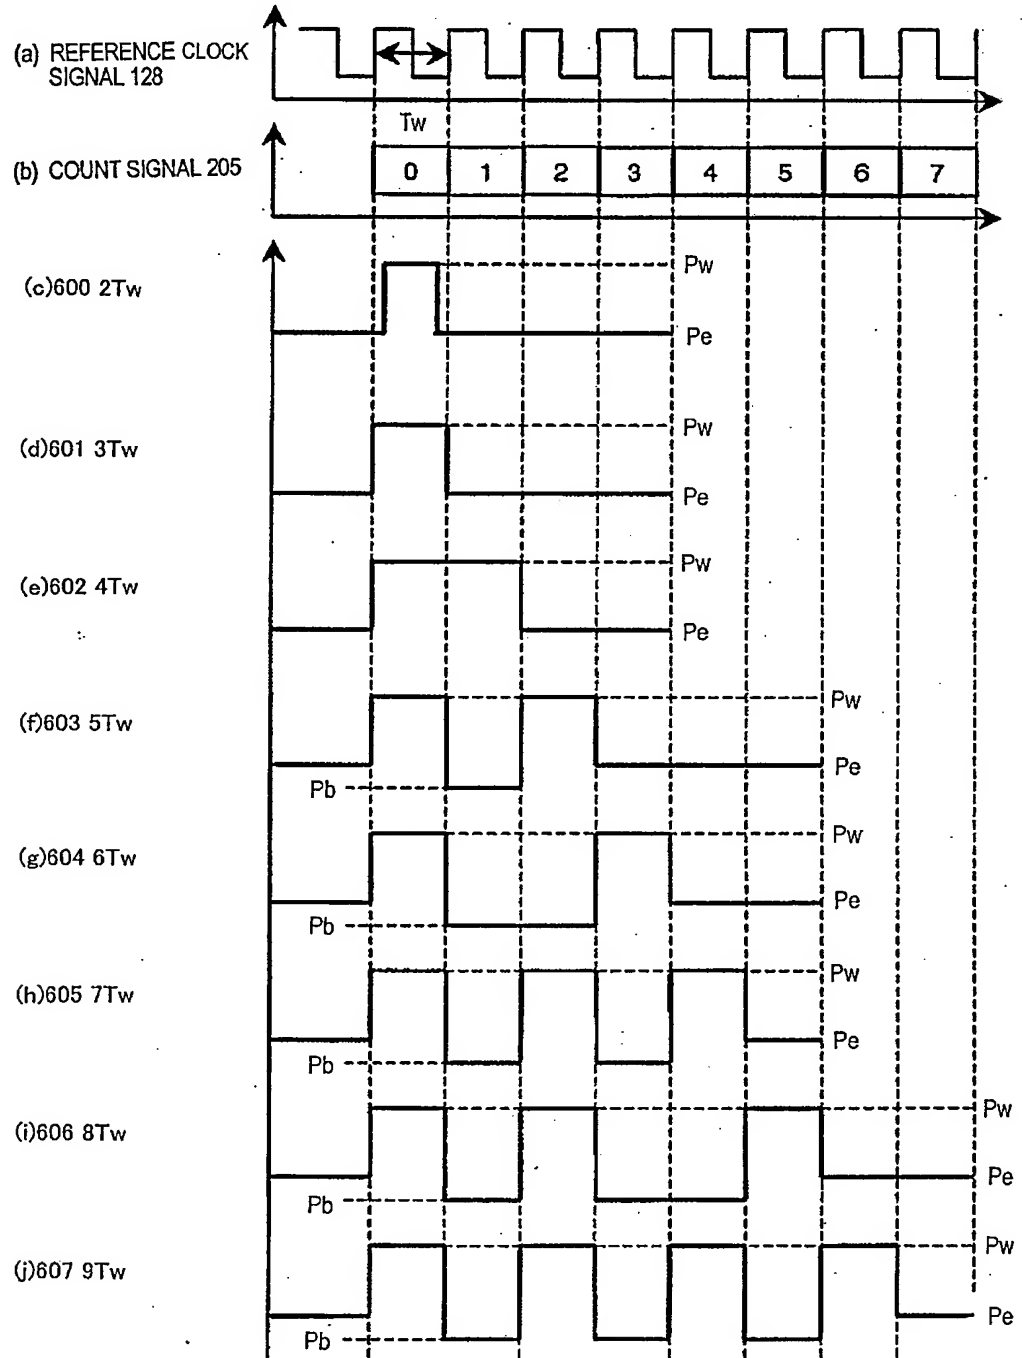 (a) REFERENCE CLOCK
SIGNAL 128
Tw
(b) COUNT SIGNAL 205
0 1 2 3 4 5 6 7
(c)600 2Tw
Pw
Pe
(d)601 3Tw
Pw
Pe
(e)602 4Tw
Pw
Pe
(f)603 5Tw
Pw
Pe
Pb
(g)604 6Tw
Pw
Pe
Pb
(h)605 7Tw
Pw
Pe
Pb
(i)606 8Tw
Pw
Pe
Pb
(j)607 9Tw
Pw
Pe
Pb